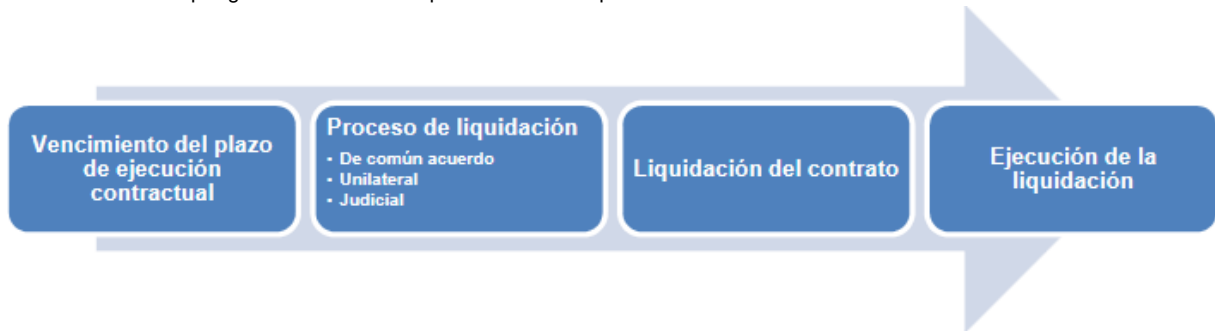 Vencimiento del plazo
de ejecución
contractual
Proceso de liquidación
• De común acuerdo
• Unilateral
• Judicial
Liquidación del contrato
Ejecución de la
liquidación